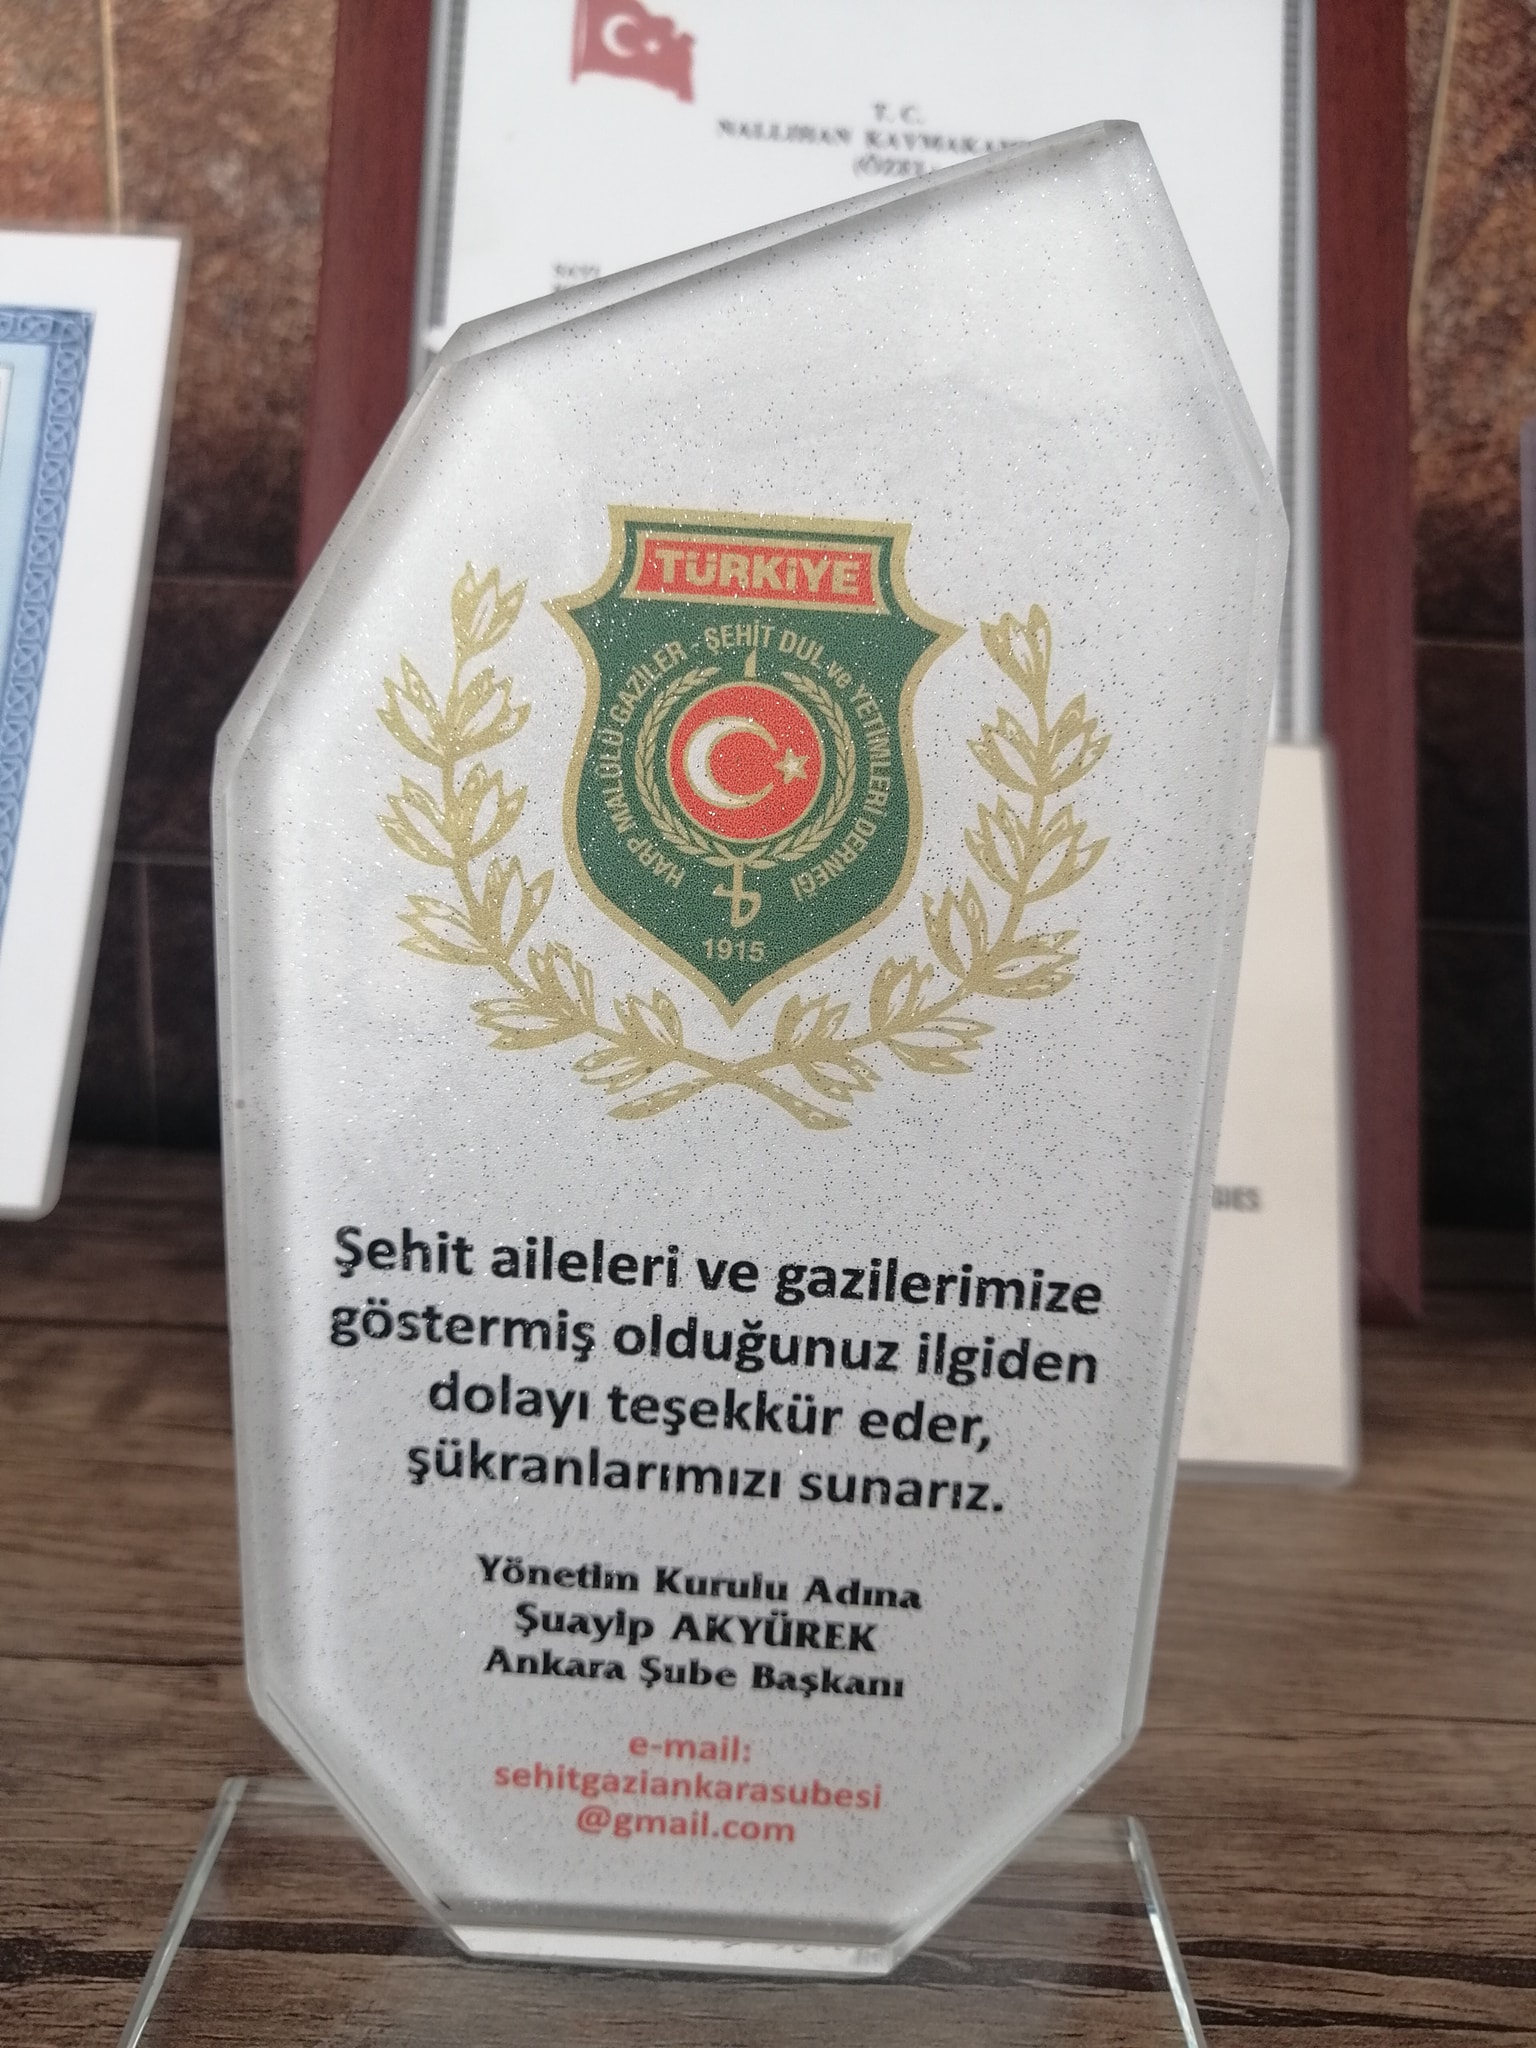 T. C.
NALLIHAN
TÜRKİYE
HARP MALÛLÜ GAZİLER - ŞEHİT DUL ve YETİMLERİ DERNEĞİ
1915
Şehit aileleri ve gazilerimize
göstermiş olduğunuz ilgiden
dolayı teşekkür eder,
şükranlarımızı sunarız.
Yönetim Kurulu Adına
Şuayip AKYÜREK
Ankara Şube Başkanı
e-mail:
sehitgaziankarasubesi
@gmail.com